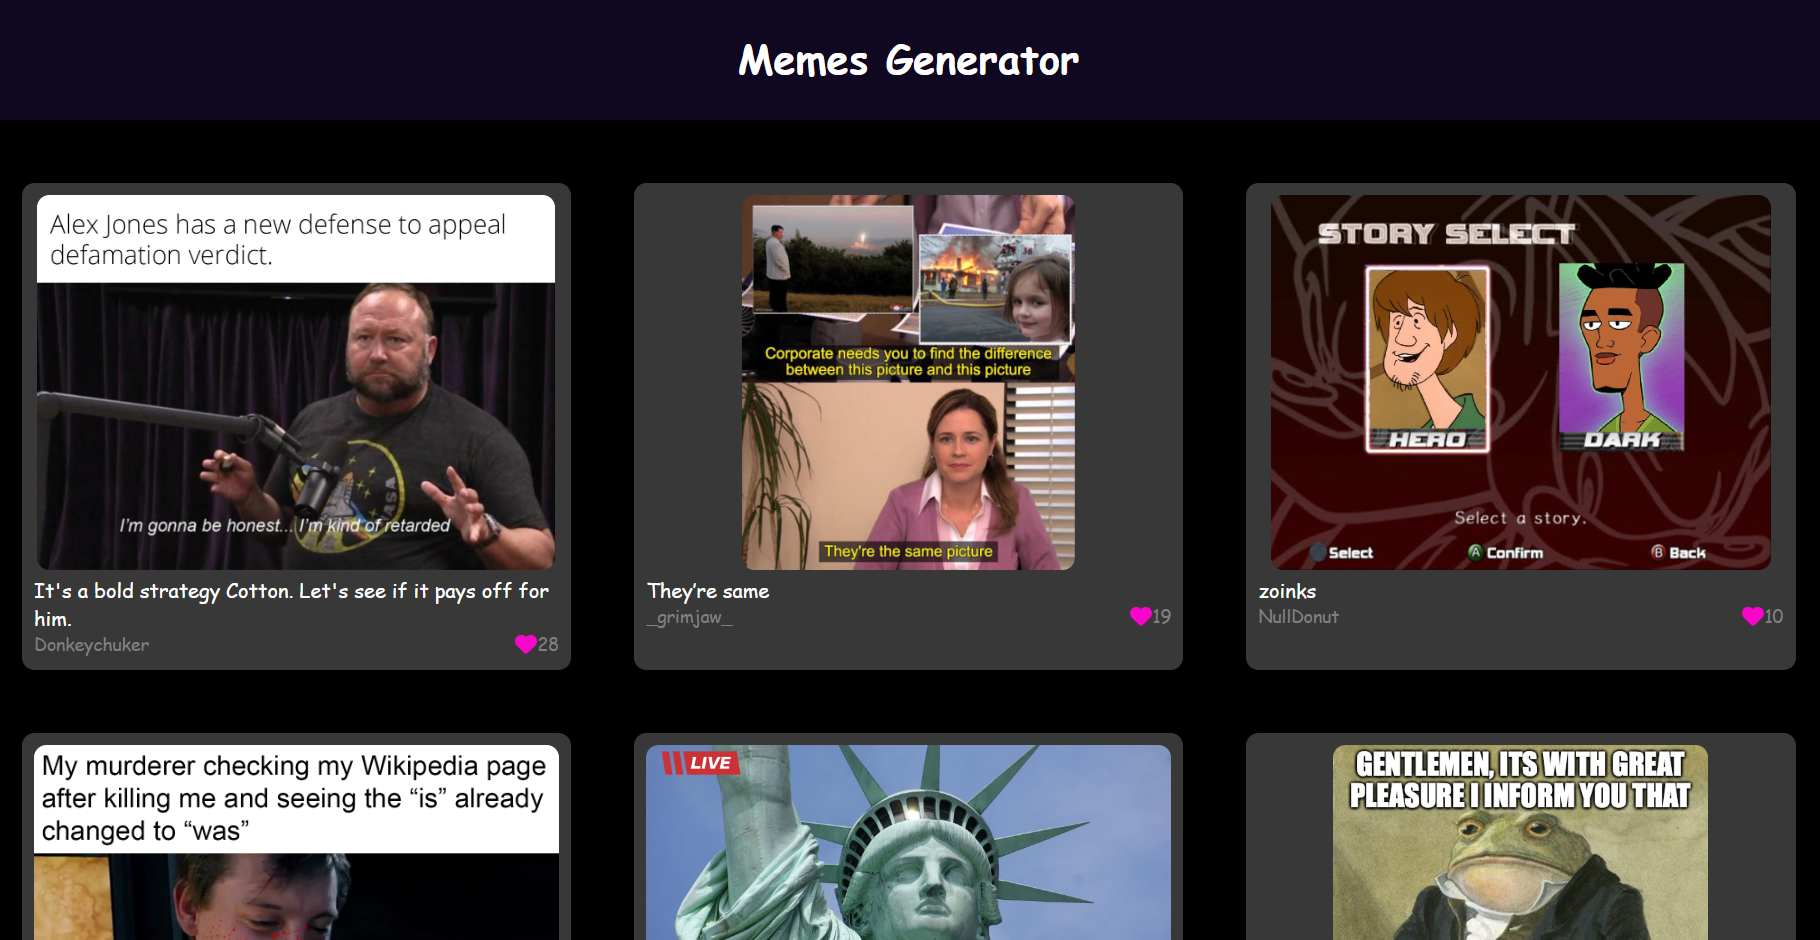 Memes Generator
Alex Jones has a new defense to appeal
defamation verdict.
I'm gonna be honest... I'm kind of retarded
It's a bold strategy Cotton. Let's see if it pays off for
him.
Donkeychuker
28
Corporate needs you to find the difference
between this picture and this picture
They're the same picture
They're same
_grimjaw_
19
STORY SELECT
HERO
DARK
Select a story.
Select
A Confirm
B Back
zoinks
NullDonut
10
My murderer checking my Wikipedia page
after killing me and seeing the “is” already
changed to “was”
LIVE
GENTLEMEN, ITS WITH GREAT
PLEASURE I INFORM YOU THAT